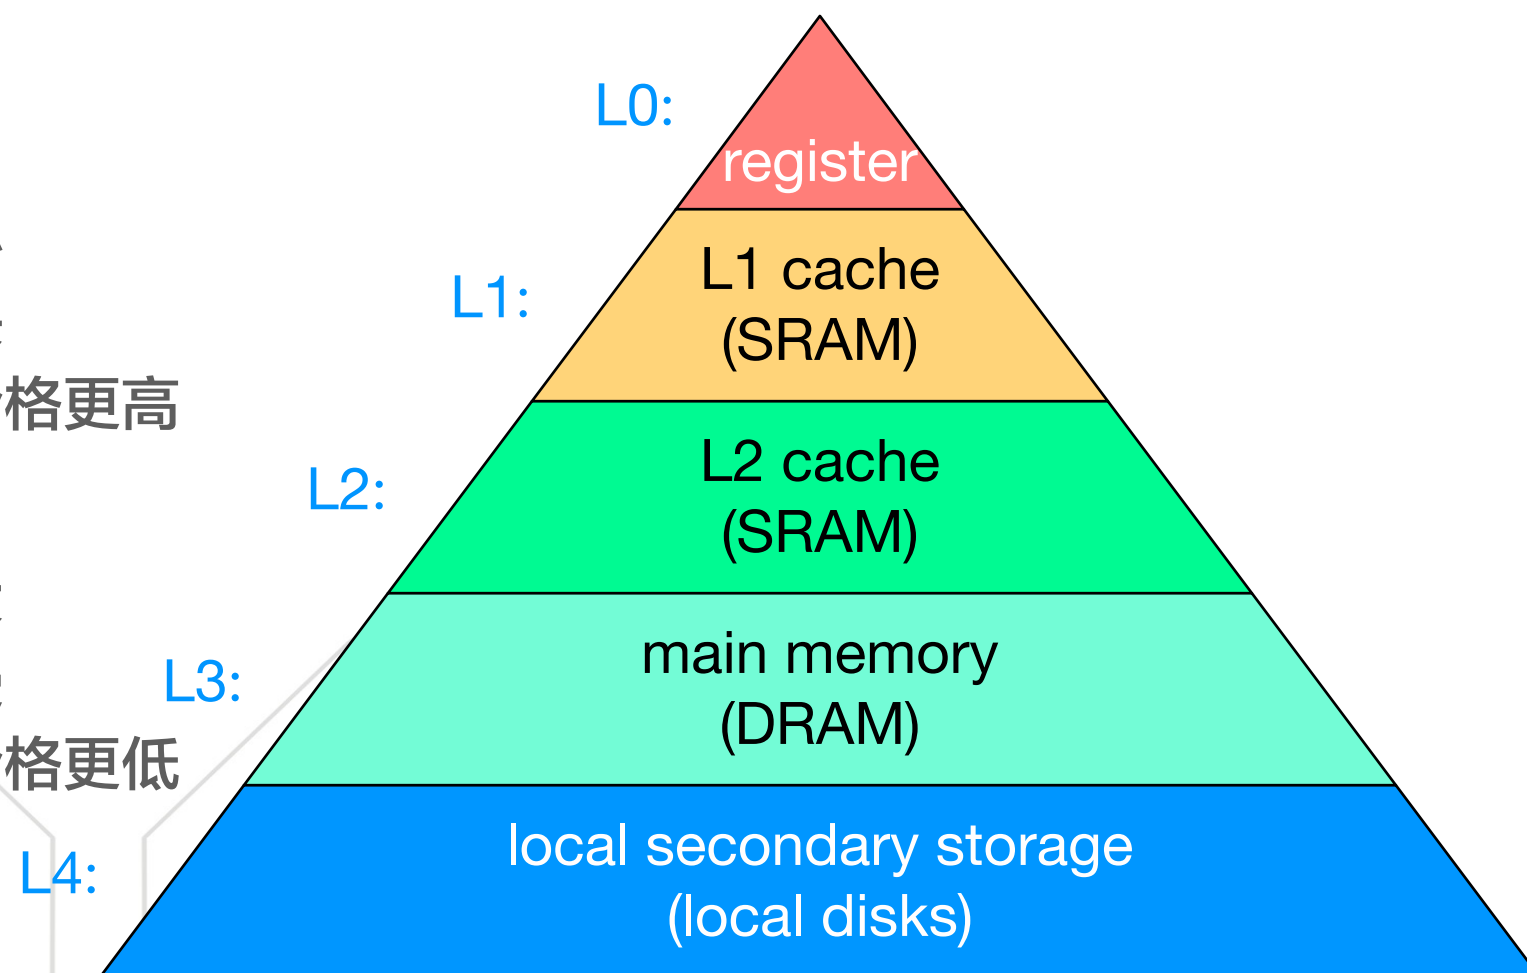 L0:
register
L1 cache
L1:
(SRAM)
格更高
L2 cache
L2:
(SRAM)
main memory
L3:
(DRAM)
格更低
local secondary storage
L4:
(local disks)